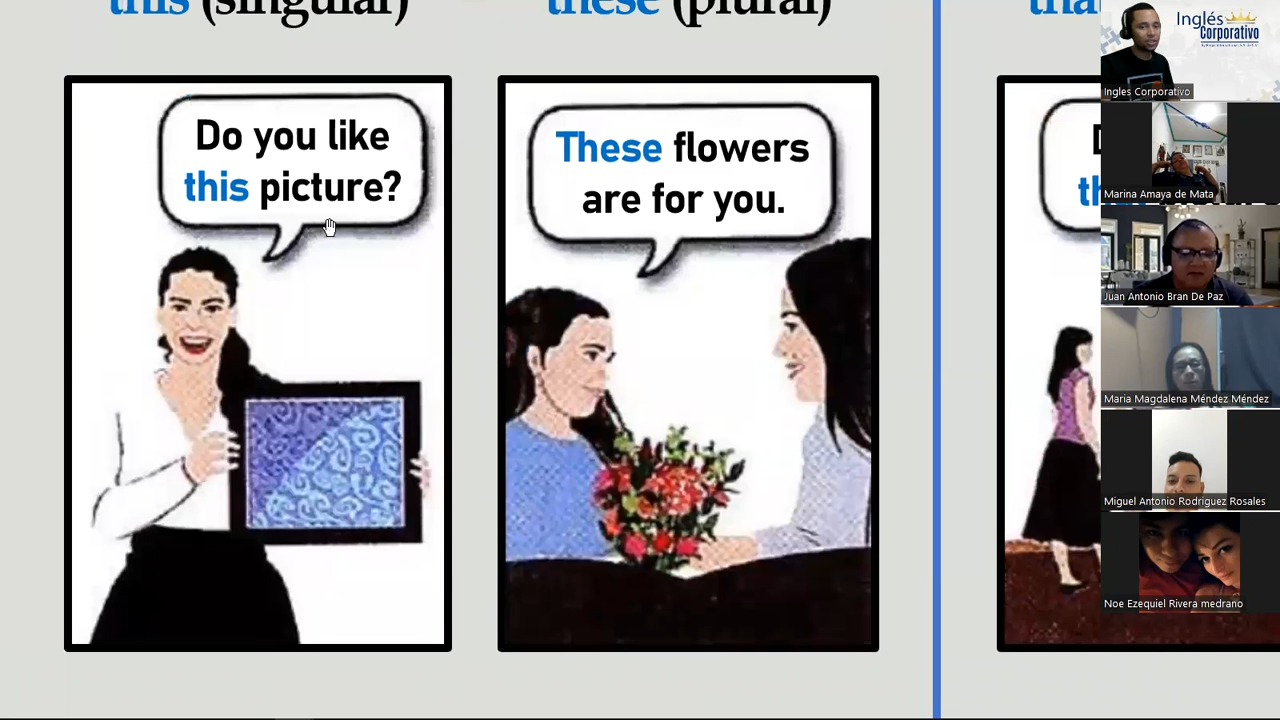 this (singular)
these (plural)
Do you like
this picture?
These flowers
are for you.
Inglés
Corporativo
Ingles Corporativo
Marina Amaya de Mata
Juan Antonio Bran De Paz
Maria Magdalena Méndez Méndez
Miguel Antonio Rodriguez Rosales
Noe Ezequiel Rivera medrano